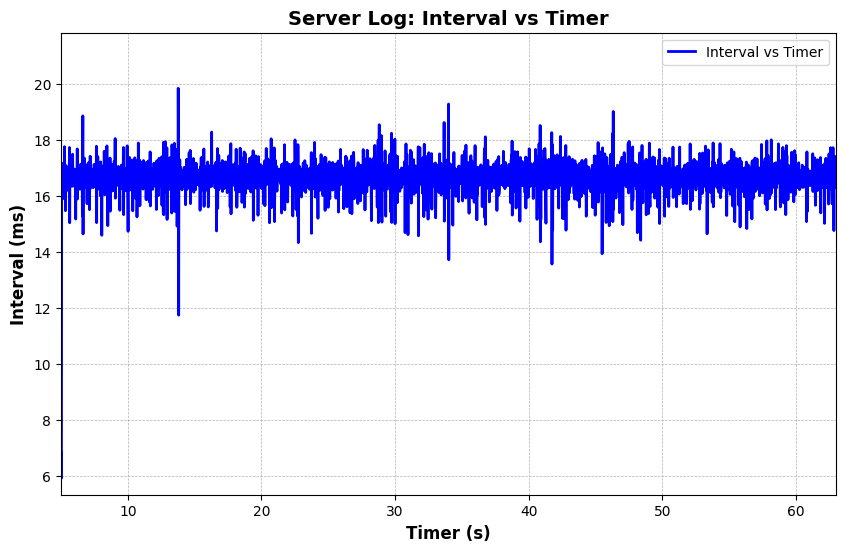 Server Log: Interval vs Timer
Interval vs Timer
Interval (ms)
20
18
16
14
12
10
8
6
10 20 30 40 50 60
Timer (s)